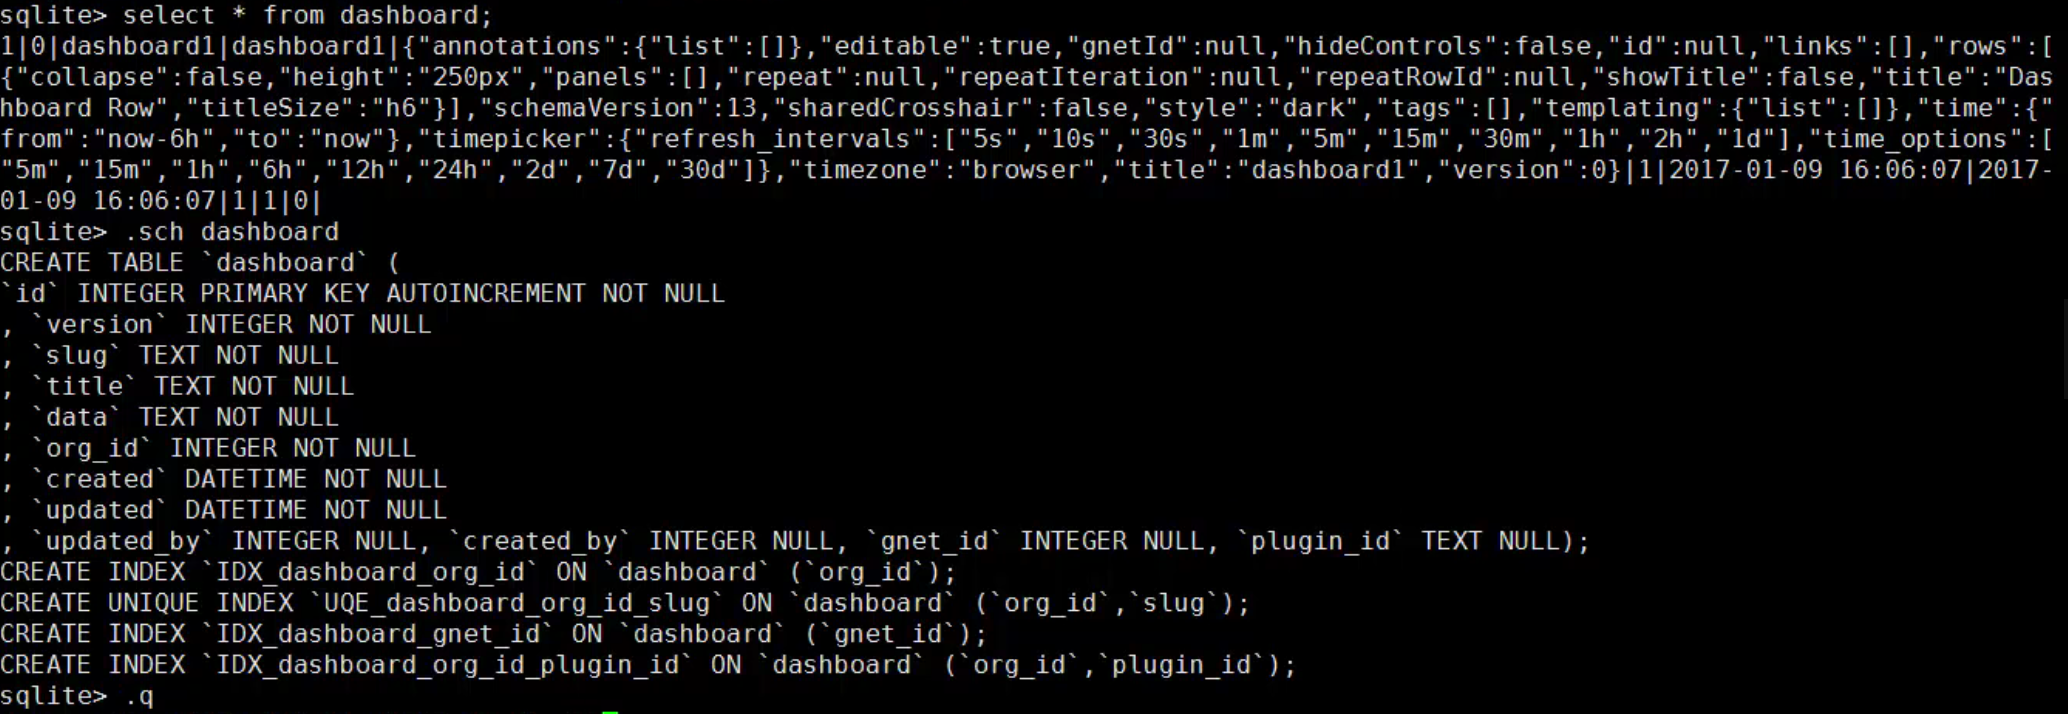 sqlite> select * from dashboard;
1|0|dashboard1|dashboard1|{"annotations":{"list":[]},"editable":true,"gnetId":null,"hideControls":false,"id":null,"links":[],"rows":[
{"collapse":false,"height":"250px","panels":[],"repeat":null,"repeatIteration":null,"repeatRowId":null,"showTitle":false,"title":"Das
hboard Row","titleSize":"h6"}],"schemaVersion":13,"sharedCrosshair":false,"style":"dark","tags":[],"templating":{"list":[]},"time":{"
from":"now-6h","to":"now"},"timepicker":{"refresh_intervals":["5s","10s","30s","1m","5m","15m","30m","1h","2h","1d"],"time_options":[
"5m","15m","1h","6h","12h","24h","2d","7d","30d"]},"timezone":"browser","title":"dashboard1","version":0}|1|2017-01-09 16:06:07|2017-
01-09 16:06:07|1|1|0|
sqlite> .sch dashboard
CREATE TABLE `dashboard` (
`id` INTEGER PRIMARY KEY AUTOINCREMENT NOT NULL
, `version` INTEGER NOT NULL
, `slug` TEXT NOT NULL
, `title` TEXT NOT NULL
, `data` TEXT NOT NULL
, `org_id` INTEGER NOT NULL
, `created` DATETIME NOT NULL
, `updated` DATETIME NOT NULL
, `updated_by` INTEGER NULL, `created_by` INTEGER NULL, `gnet_id` INTEGER NULL, `plugin_id` TEXT NULL);
CREATE INDEX `IDX_dashboard_org_id` ON `dashboard` (`org_id`);
CREATE UNIQUE INDEX `UQE_dashboard_org_id_slug` ON `dashboard` (`org_id`,`slug`);
CREATE INDEX `IDX_dashboard_gnet_id` ON `dashboard` (`gnet_id`);
CREATE INDEX `IDX_dashboard_org_id_plugin_id` ON `dashboard` (`org_id`,`plugin_id`);
sqlite> .q